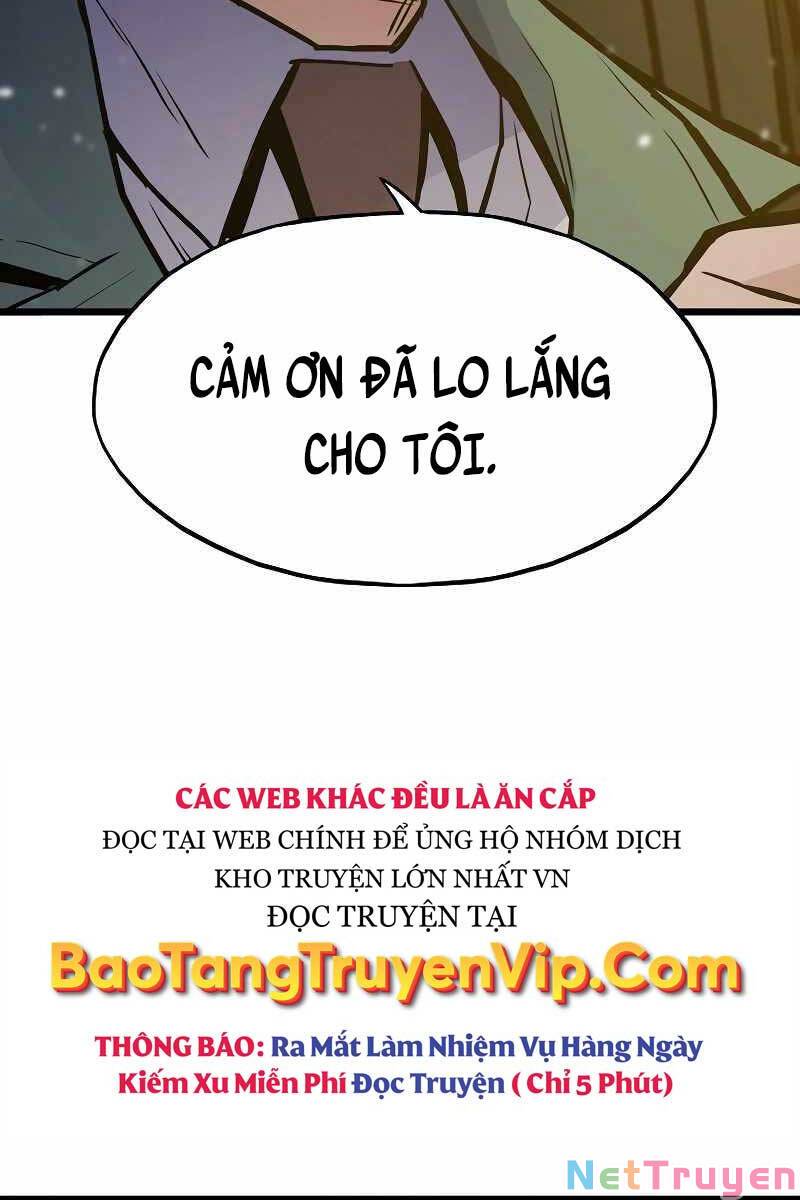 CẢM ƠN ĐÃ LO LẮNG
CHO TÔI.
CÁC WEB KHÁC ĐỀU LÀ ĂN CẮP
ĐỌC TẠI WEB CHÍNH ĐỂ ỦNG HỘ NHÓM DỊCH
KHO TRUYỆN LỚN NHẤT VN
ĐỌC TRUYỆN TẠI
BaoTangTruyenVip.Com
THÔNG BÁO: Ra Mắt Làm Nhiệm Vụ Hàng Ngày
Kiếm Xu Miễn Phí Đọc Truyện ( Chỉ 5 Phút)
NetTruyen